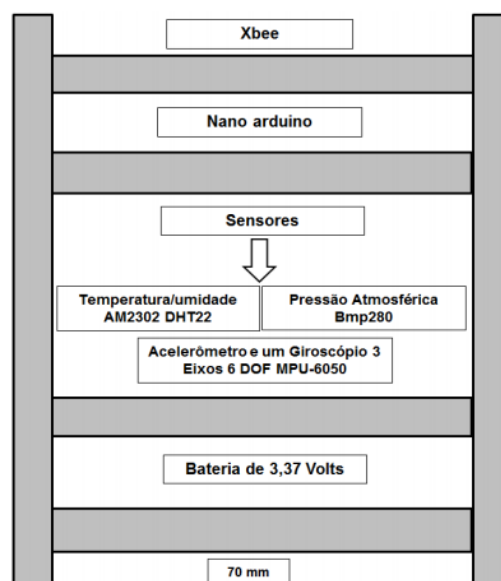 Xbee
Nano arduino
Sensores
Temperatura/umidade
AM2302 DHT22
Pressão Atmosférica
Bmp280
Acelerômetro e um Giroscópio 3
Eixos 6 DOF MPU-6050
Bateria de 3,37 Volts
70 mm